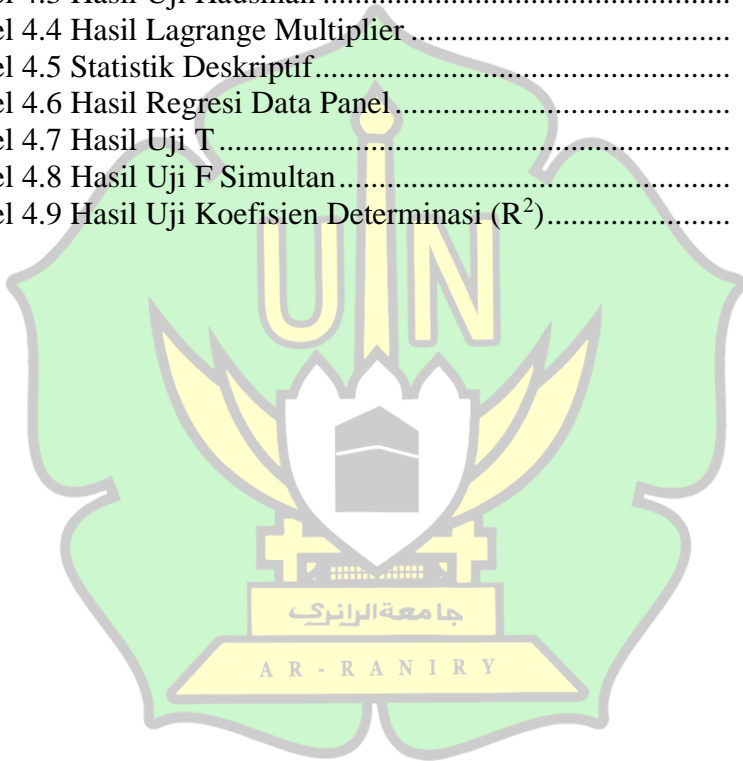 el 4.3 Hasil Uji Hausman ..................................................
el 4.4 Hasil Lagrange Multiplier ........................................
el 4.5 Statistik Deskriptif....................................................
el 4.6 Hasil Regresi Data Panel ..........................................
el 4.7 Hasil Uji T ................................................................
el 4.8 Hasil Uji F Simultan .................................................
el 4.9 Hasil Uji Koefisien Determinasi (R²) .......................
UIN
جامعة الرانري
AR-RANIRY